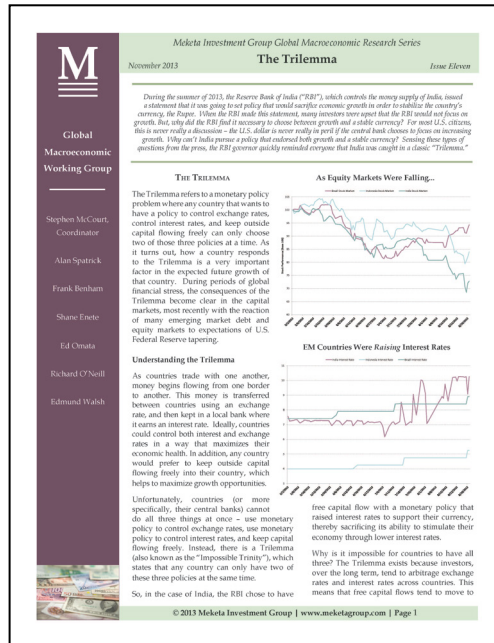 M
Global
Macroeconomic
Working Group
Stephen McCourt,
Coordinator
Alan Spatrick
Frank Benham
Shane Enete
Ed Omata
Richard O'Neill
Edmund Walsh
Meketa Investment Group Global Macroeconomic Research Series
The Trilemma
November 2013
Issue Eleven
During the summer of 2013, the Reserve Bank of India ("RBI"), which controls the money supply of India, issued
a statement that it was going to set policy that would sacrifice economic growth in order to stabilize the country's
currency, the Rupee. When the RBI made this statement, many investors were upset that the RBI would not focus on
growth. But, why did the RBI find it necessary to choose between growth and a stable currency? For most U.S. citizens,
this is never really a discussion – the U.S. dollar is never really in peril if the central bank chooses to focus on increasing
growth. Why can't India pursue a policy that endorsed both growth and a stable currency? Sensing these types of
questions from the press, the RBI governor quickly reminded everyone that India was caught in a classic "Trilemma."
THE TRILEMMA
The Trilemma refers to a monetary policy
problem where any country that wants to
have a policy to control exchange rates,
control interest rates, and keep outside
capital flowing freely can only choose
two of those three policies at a time. As
it turns out, how a country responds
to the Trilemma is a very important
factor in the expected future growth of
that country. During periods of global
financial stress, the consequences of the
Trilemma become clear in the capital
markets, most recently with the reaction
of many emerging market debt and
equity markets to expectations of U.S.
Federal Reserve tapering.
Understanding the Trilemma
As countries trade with one another,
money begins flowing from one border
to another. This money is transferred
between countries using an exchange
rate, and then kept in a local bank where
it earns an interest rate. Ideally, countries
could control both interest and exchange
rates in a way that maximizes their
economic health. In addition, any country
would prefer to keep outside capital
flowing freely into their country, which
helps to maximize growth opportunities.
Unfortunately, countries (or more
specifically, their central banks) cannot
do all three things at once – use monetary
policy to control exchange rates, use monetary
policy to control interest rates, and keep capital
flowing freely. Instead, there is a Trilemma
(also known as the "Impossible Trinity"), which
states that any country can only have two of
these three policies at the same time.
So, in the case of India, the RBI chose to have
As Equity Markets Were Falling...
EM Countries Were Raising Interest Rates
free capital flow with a monetary policy that
raised interest rates to support their currency,
thereby sacrificing its ability to stimulate their
economy through lower interest rates.
Why is it impossible for countries to have all
three? The Trilemma exists because investors,
over the long term, tend to arbitrage exchange
rates and interest rates across countries. This
means that free capital flows tend to move to
© 2013 Meketa Investment Group | www.meketagroup.com | Page 1